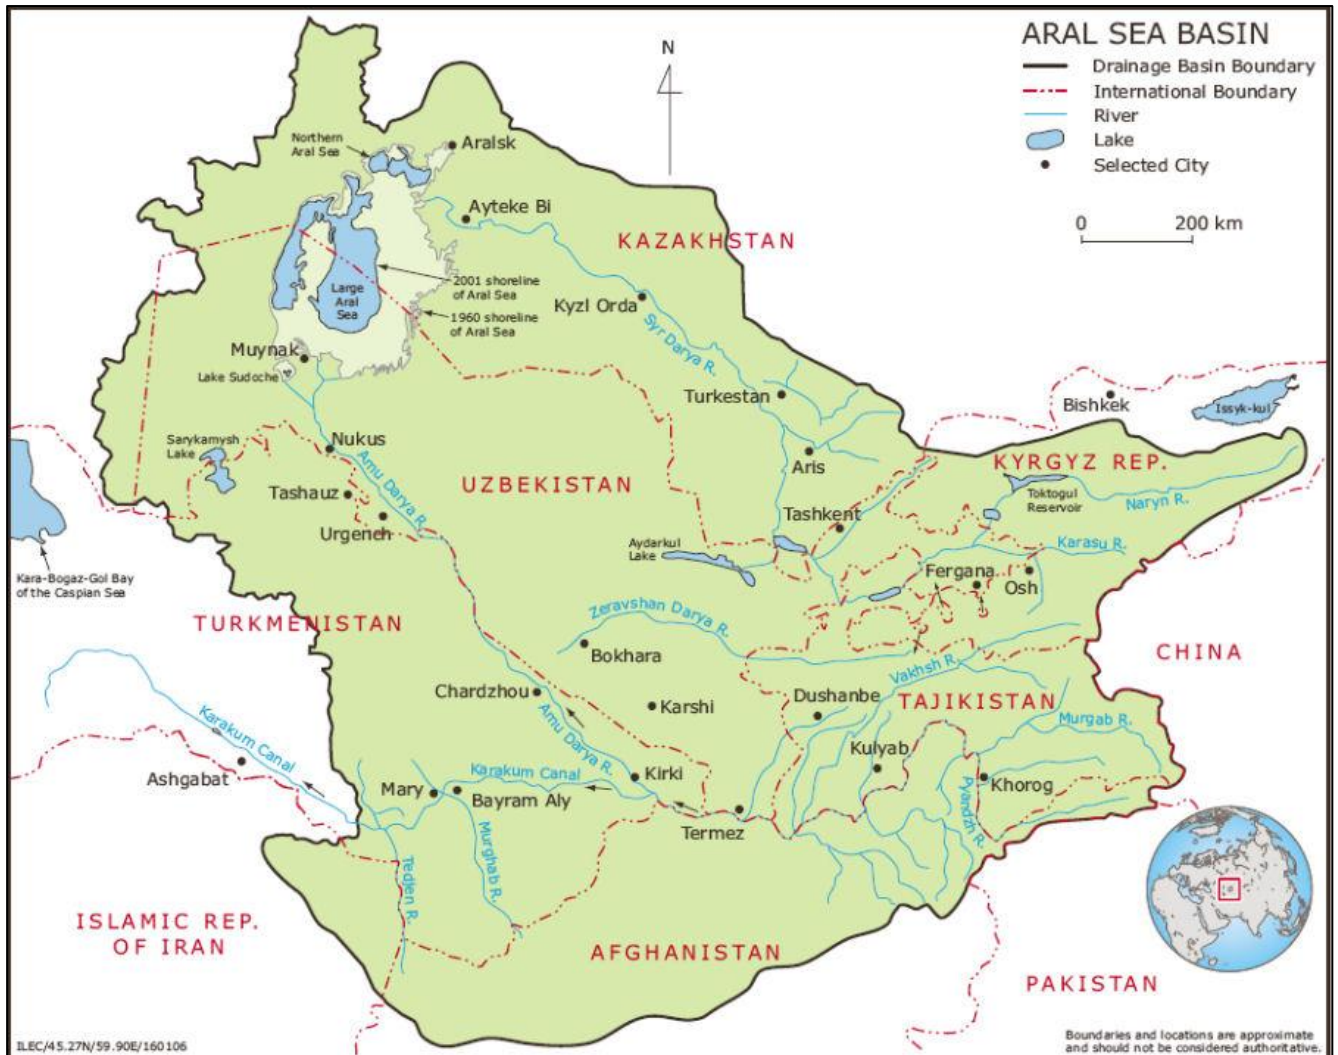 ARAL SEA BASIN
Drainage Basin Boundary
International Boundary
River
Lake
Selected City
N
0 200 km
Northern
Aral Sea
Aralsk
Ayteke Bi
KAZAKHSTAN
2001 shoreline
of Aral Sea
Large
Aral
Sea
1960 shoreline
of Aral Sea
Kyzl Orda
Syr Darya R.
Muynak
Lake Sudoche
Turkestan
Bishkek
Issyk-kul
Sarykamysh
Lake
Nukus
Amu Darya R.
Aris
KYRGYZ REP.
UZBEKISTAN
Tashauz
Toktogul
Reservoir
Naryn R.
Urgench
Tashkent
Aydarkul
Lake
Karasu R.
Kara-Bogaz-Gol Bay
of the Caspian Sea
Fergana
Osh
TURKMENISTAN
Zeravshan Darya R.
Bokhara
CHINA
Vakhsh R.
Chardzhou
Karshi
Dushanbe
TAJIKISTAN
Murgab R.
Karakum Canal
Amu Darya R.
Kulyab
Ashgabat
Karakum Canal
Kirki
Khorog
Mary
Bayram Aly
Pyandzh R.
Termez
Murghab R.
Tedjen R.
ISLAMIC REP.
OF IRAN
AFGHANISTAN
PAKISTAN
ILEC/45.27N/59.90E/160106
Boundaries and locations are approximate
and should not be considered authoritative.